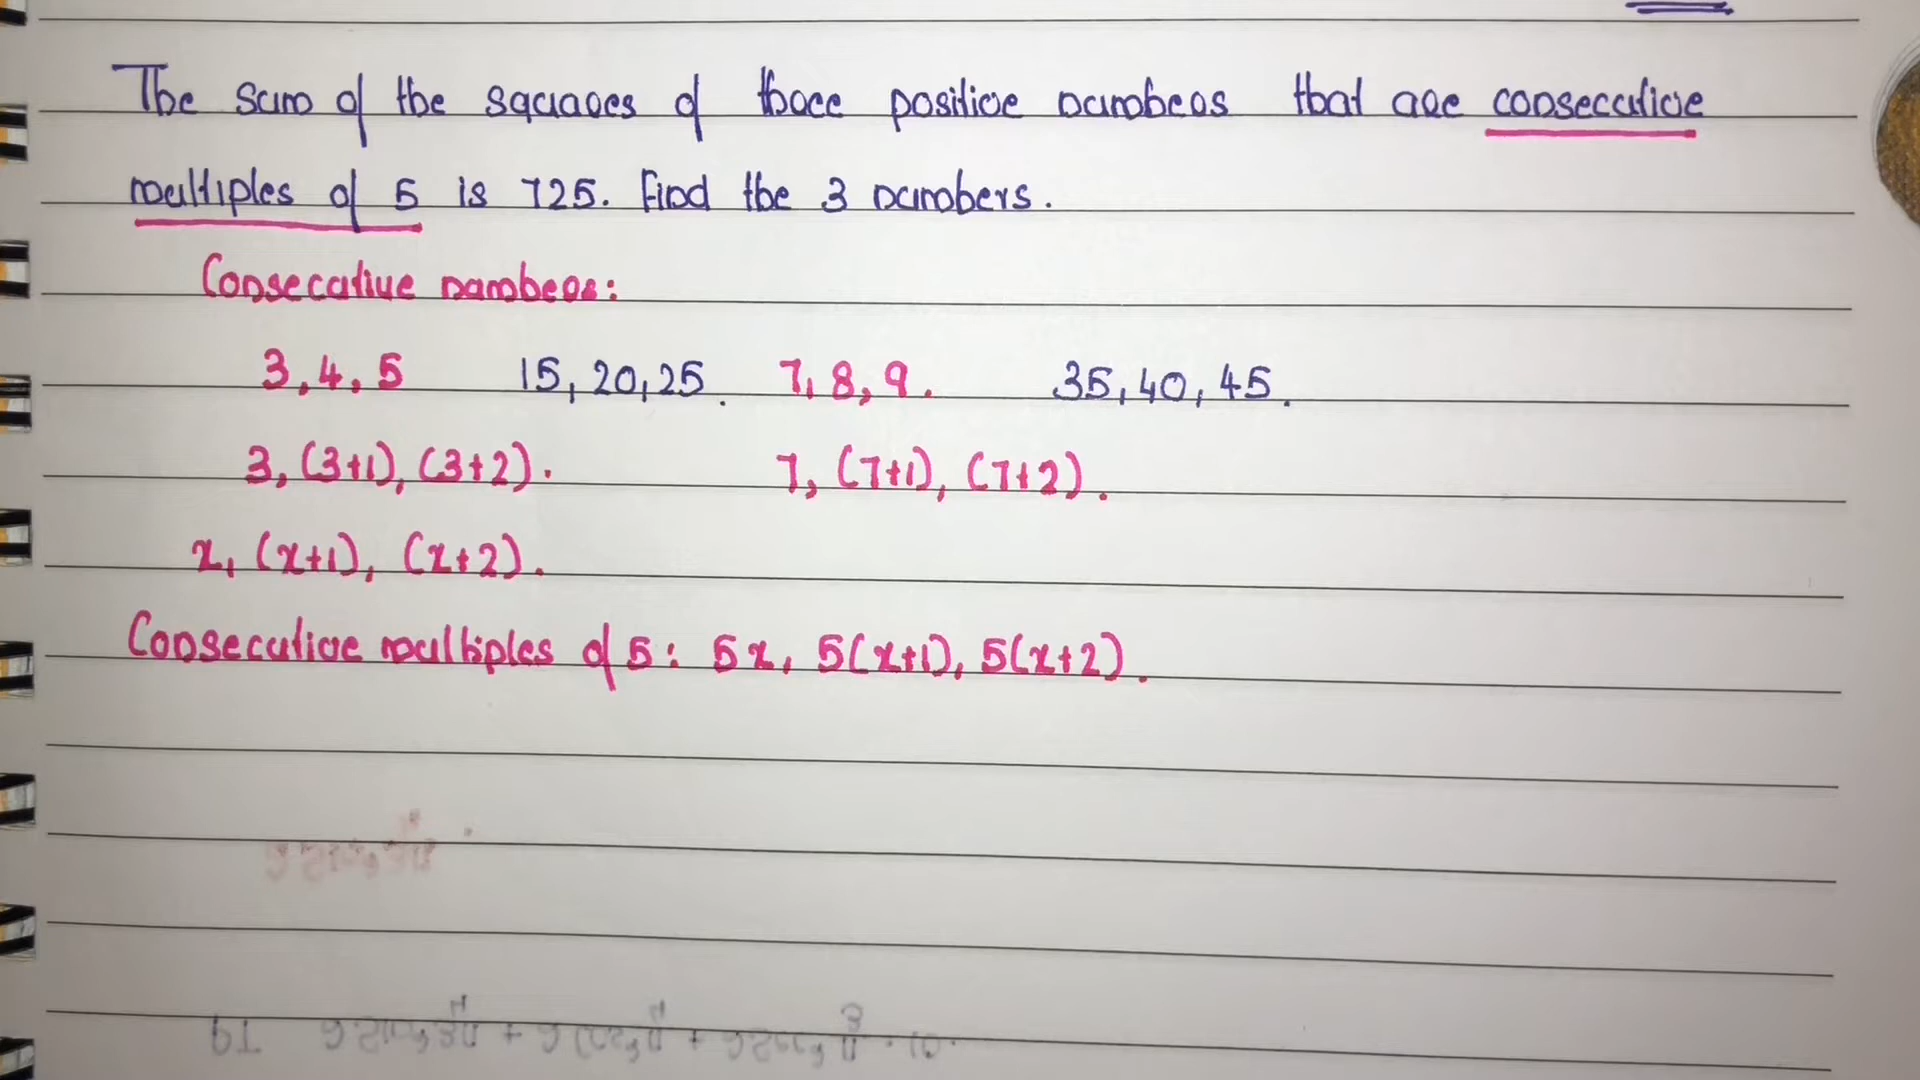 The sum of the squares of three positive numbers that are consecutive
multiples of 5 is 725. Find the 3 numbers.
Consecutive numbers:
3, 4, 5 15, 20, 25. 7, 8, 9. 35, 40, 45.
3, (3+1), (3+2). 7, (7+1), (7+2).
x, (x+1), (x+2).
Consecutive multiples of 5: 5x, 5(x+1), 5(x+2).